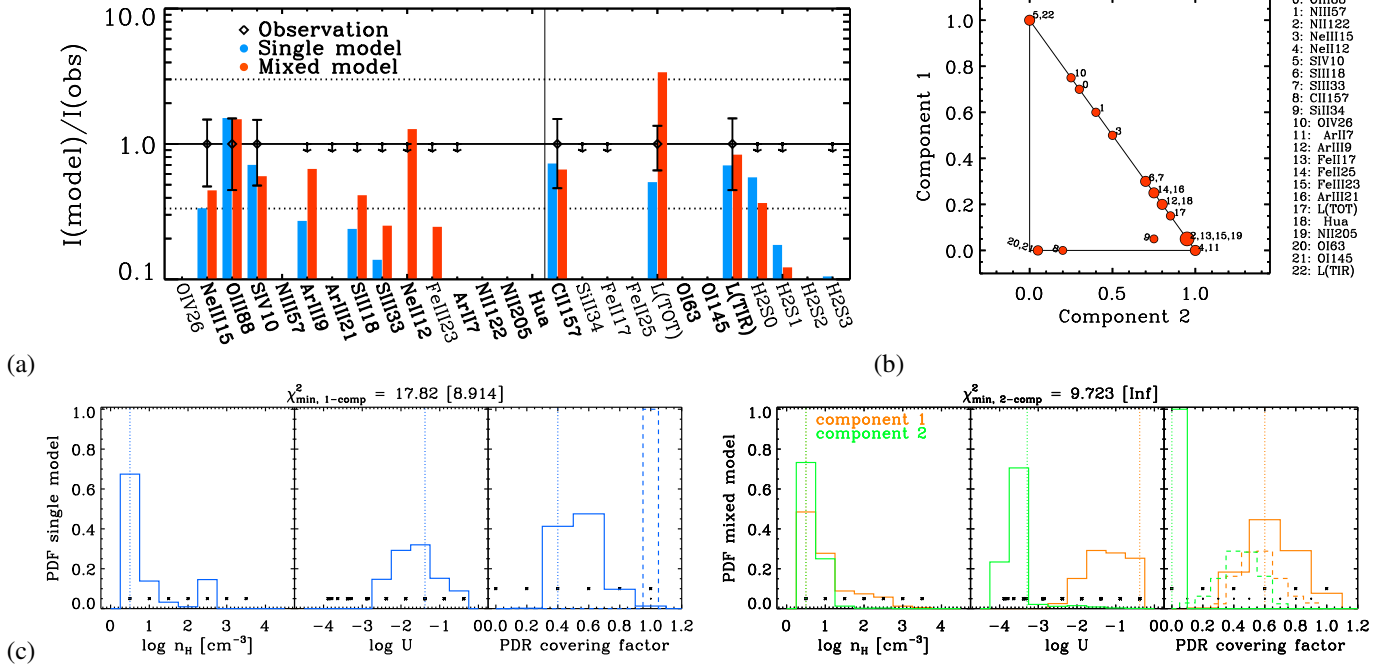 10.0
1.0
0.1
I(model)/I(obs)
Observation
Single model
Mixed model
OIV26
NeIII15
OIII88
SIV10
NIII57
ArIII9
ArIII21
SIII18
SIII33
NeII12
FeIII23
ArII7
NII122
NII205
Hua
CII157
SiII34
FeII17
FeII25
L(TOT)
OI63
OI145
L(TIR)
H2S0
H2S1
H2S2
H2S3
(a)
1.0
0.8
0.6
0.4
0.2
0.0
Component 1
5,22
10
0
1
3
6,7
14,16
12,18
17
2,13,15,19
4,11
9
8
20,21
0.0
0.5
1.0
Component 2
1: NIII57
2: NII122
3: NeIII15
4: NeII12
5: SIV10
6: SIII18
7: SIII33
8: CII157
9: SiII34
10: OIV26
11: ArII7
12: ArIII9
13: FeII17
14: FeII25
15: FeIII23
16: ArIII21
17: L(TOT)
18: Hua
19: NII205
20: OI63
21: OI145
22: L(TIR)
(b)
χ²min, 1-comp = 17.82 [8.914]
1.0
0.8
0.6
0.4
0.2
0.0
PDF single model
0 1 2 3 4
log nH [cm⁻³]
−4 −3 −2 −1 0
log U
0.0 0.2 0.4 0.6 0.8 1.0 1.2
PDR covering factor
χ²min, 2-comp = 9.723 [Inf]
component 1
component 2
1.0
0.8
0.6
0.4
0.2
0.0
PDF mixed model
0 1 2 3 4
log nH [cm⁻³]
−4 −3 −2 −1 0
log U
0.0 0.2 0.4 0.6 0.8 1.0 1.2
PDR covering factor
(c)